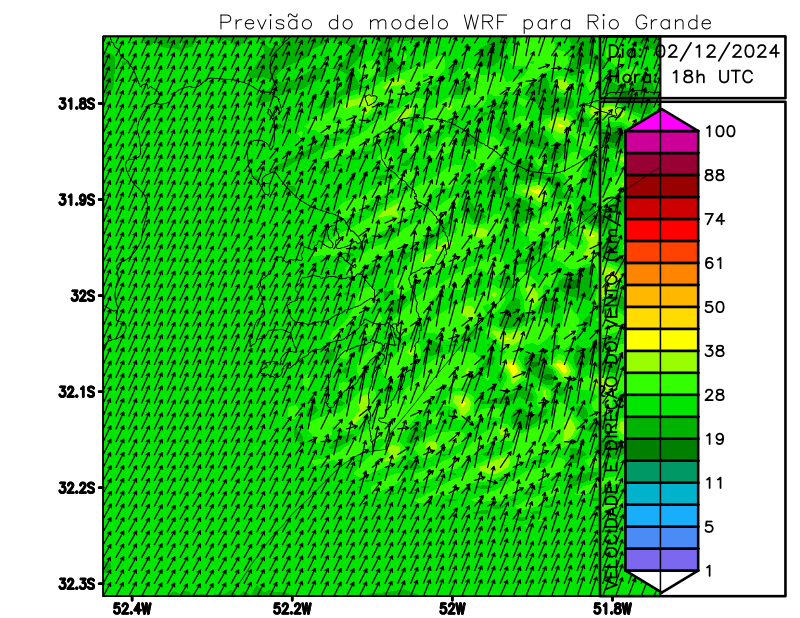 Previsão do modelo WRF para Rio Grande
Dia: 02/12/2024
Hora: 18h UTC
31.8S
31.9S
32S
32.1S
32.2S
32.3S
52.4W
52.2W
52W
51.8W
100
88
74
61
50
38
28
19
11
5
1
VELOCIDADE E DIREÇÃO DO VENTO (km/h)